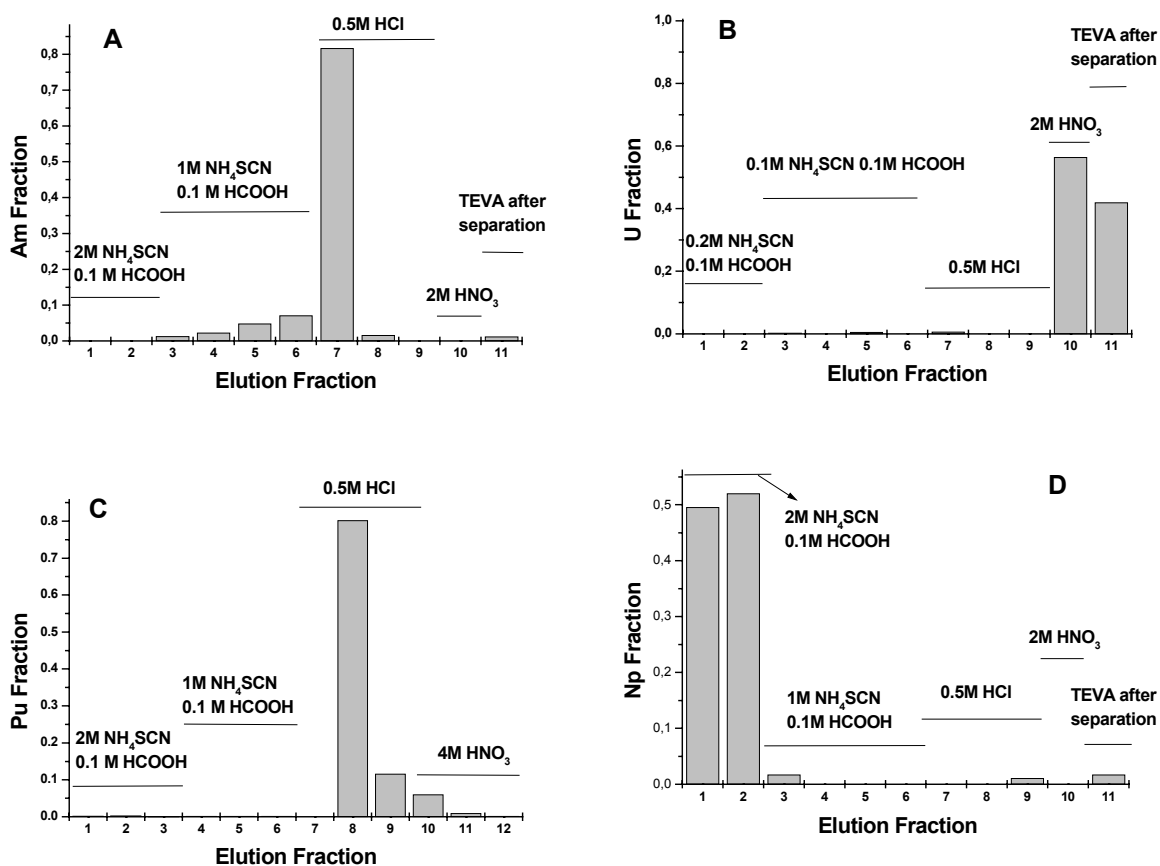 A
0.5M HCl
0,8
0,7
0,6
0,5
0,4
0,3
0,2
0,1
0,0
Am Fraction
1M NH₄SCN
0.1 M HCOOH
2M NH₄SCN
0.1 M HCOOH
TEVA after
separation
2M HNO₃
1 2 3 4 5 6 7 8 9 10 11
Elution Fraction
B
1,0
0,8
0,6
0,4
0,2
0,0
U Fraction
TEVA after
separation
2M HNO₃
0.1M NH₄SCN 0.1M HCOOH
0.2M NH₄SCN
0.1M HCOOH
0.5M HCl
1 2 3 4 5 6 7 8 9 10 11
Elution Fraction
C
0.5M HCl
0.8
0.7
0.6
0.5
0.4
0.3
0.2
0.1
0.0
Pu Fraction
1M NH₄SCN
0.1 M HCOOH
2M NH₄SCN
0.1 M HCOOH
4M HNO₃
1 2 3 4 5 6 7 8 9 10 11 12
Elution Fraction
D
0,5
0,4
0,3
0,2
0,1
0,0
Np Fraction
2M NH₄SCN
0.1M HCOOH
2M HNO₃
1M NH₄SCN
0.1M HCOOH
0.5M HCl
TEVA after
separation
1 2 3 4 5 6 7 8 9 10 11
Elution Fraction